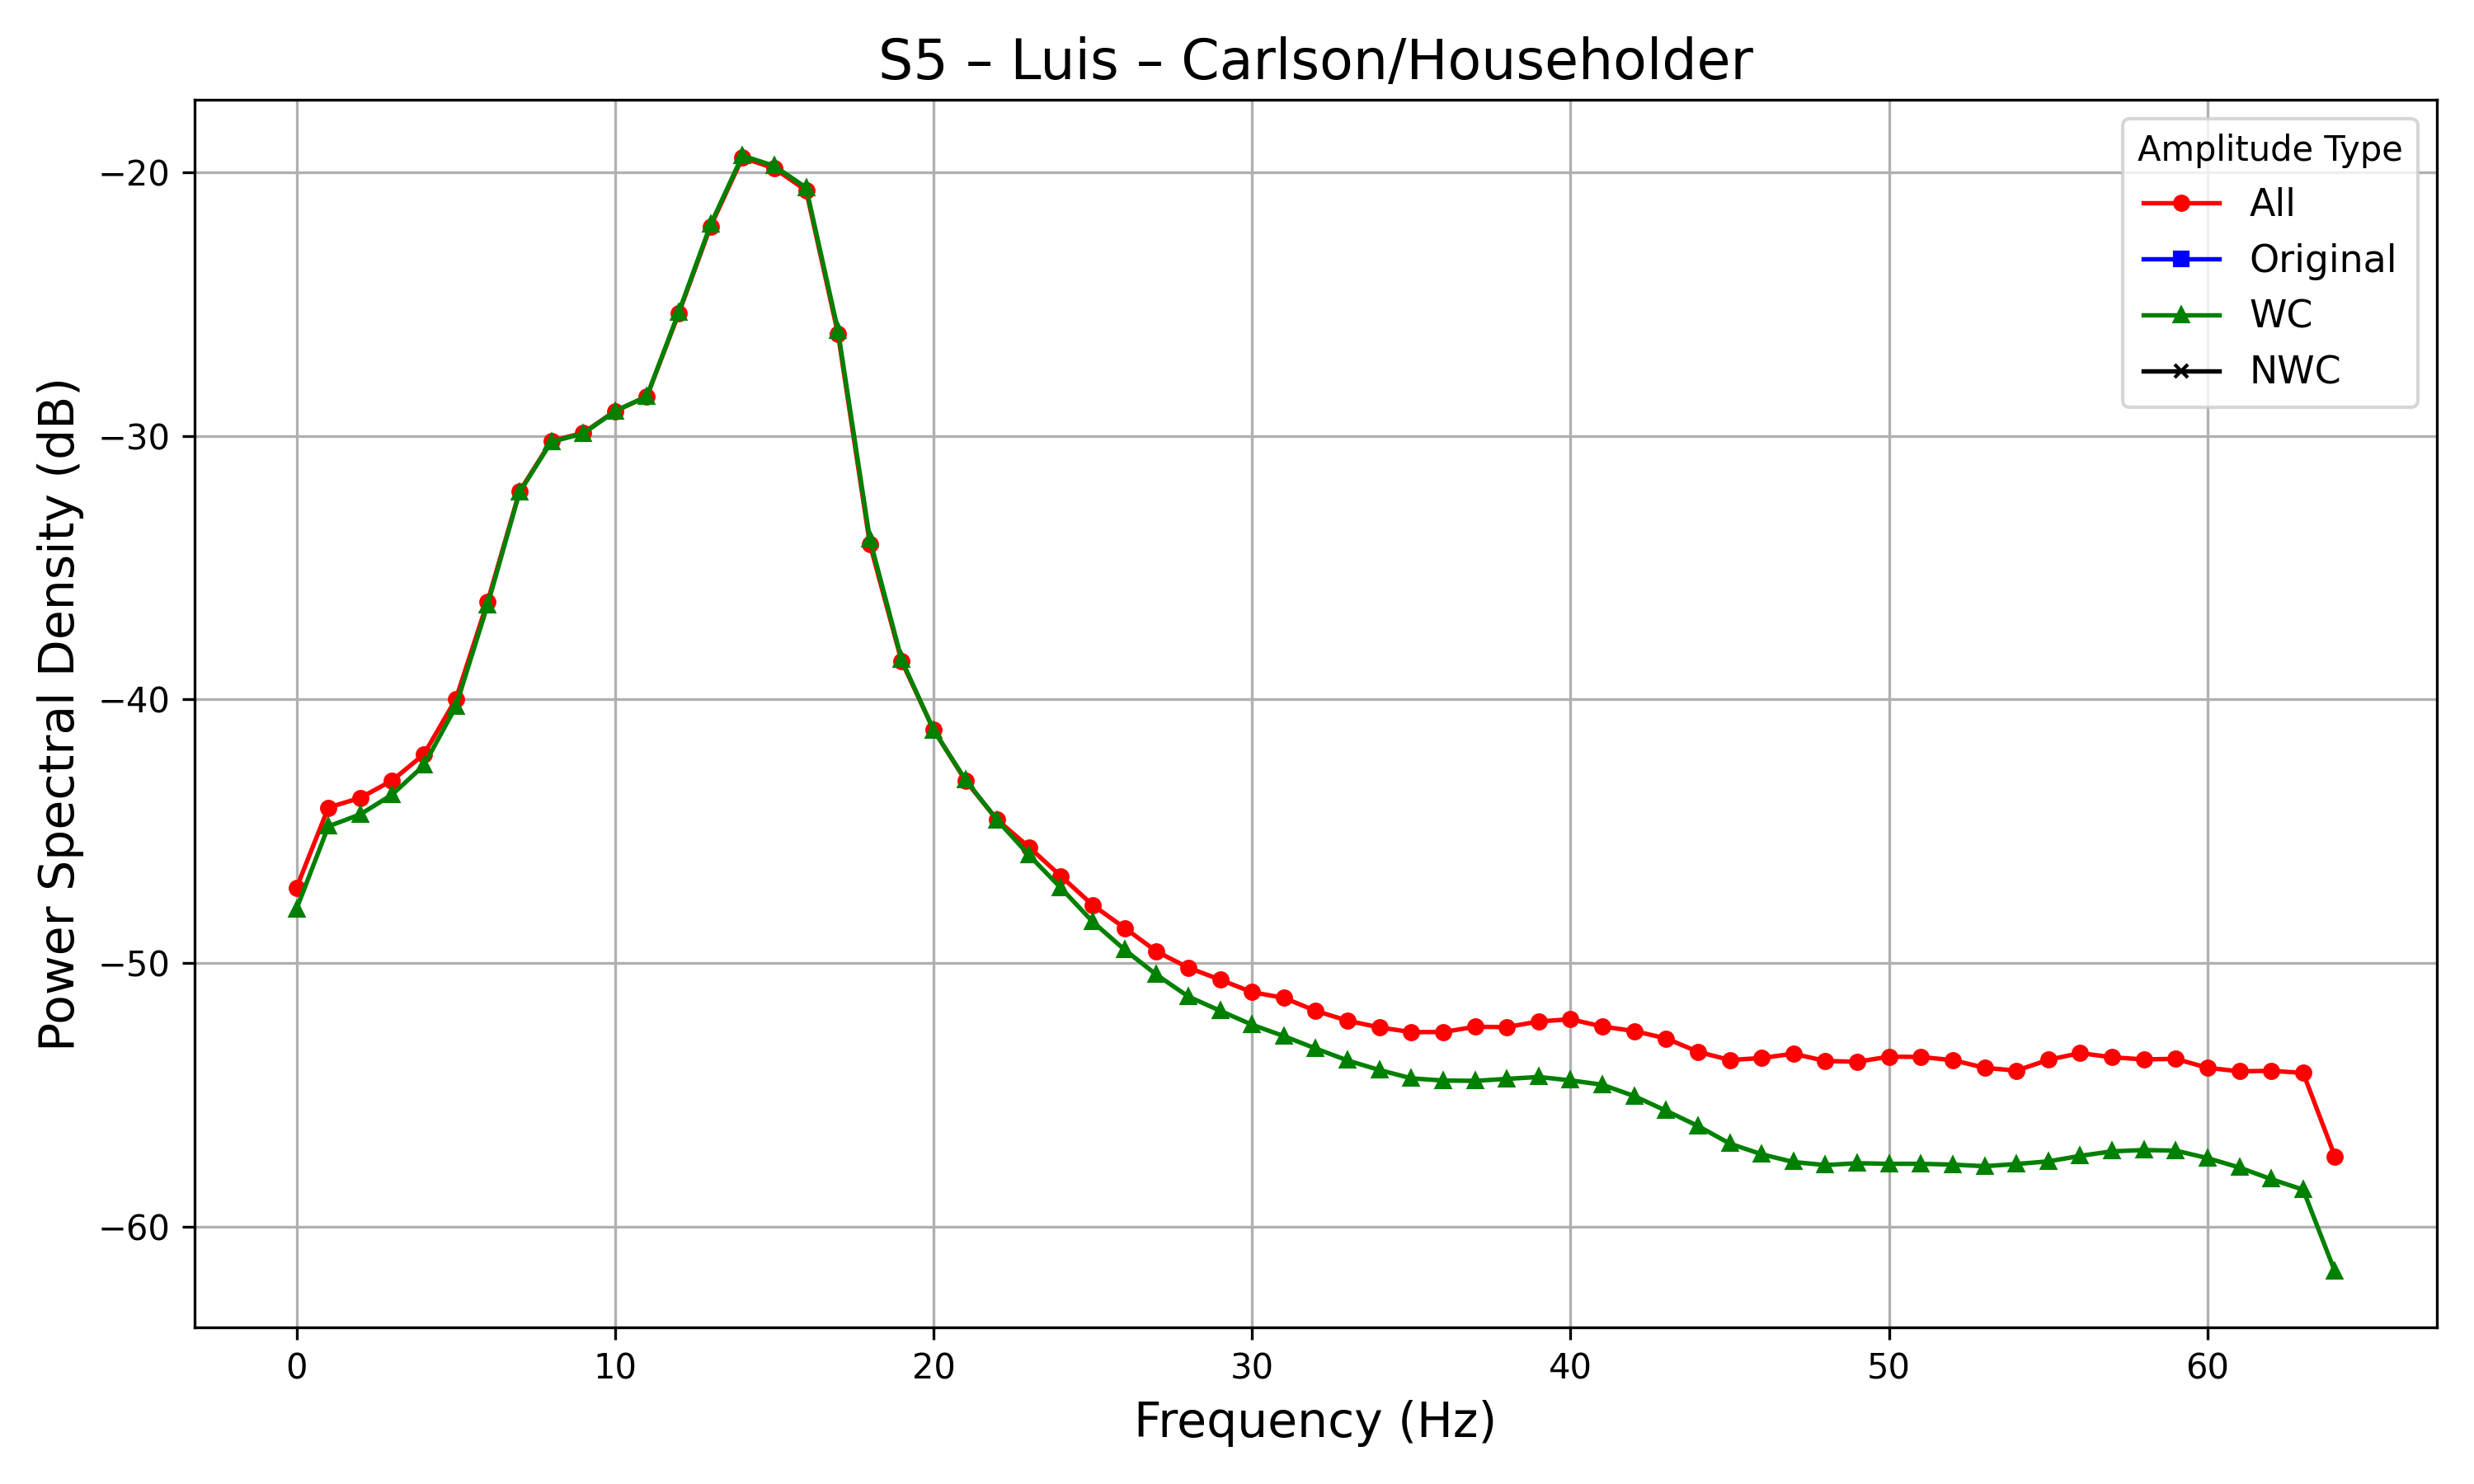 S5 – Luis – Carlson/Householder
Amplitude Type
All
Original
WC
NWC
Power Spectral Density (dB)
−20
−30
−40
−50
−60
0 10 20 30 40 50 60
Frequency (Hz)